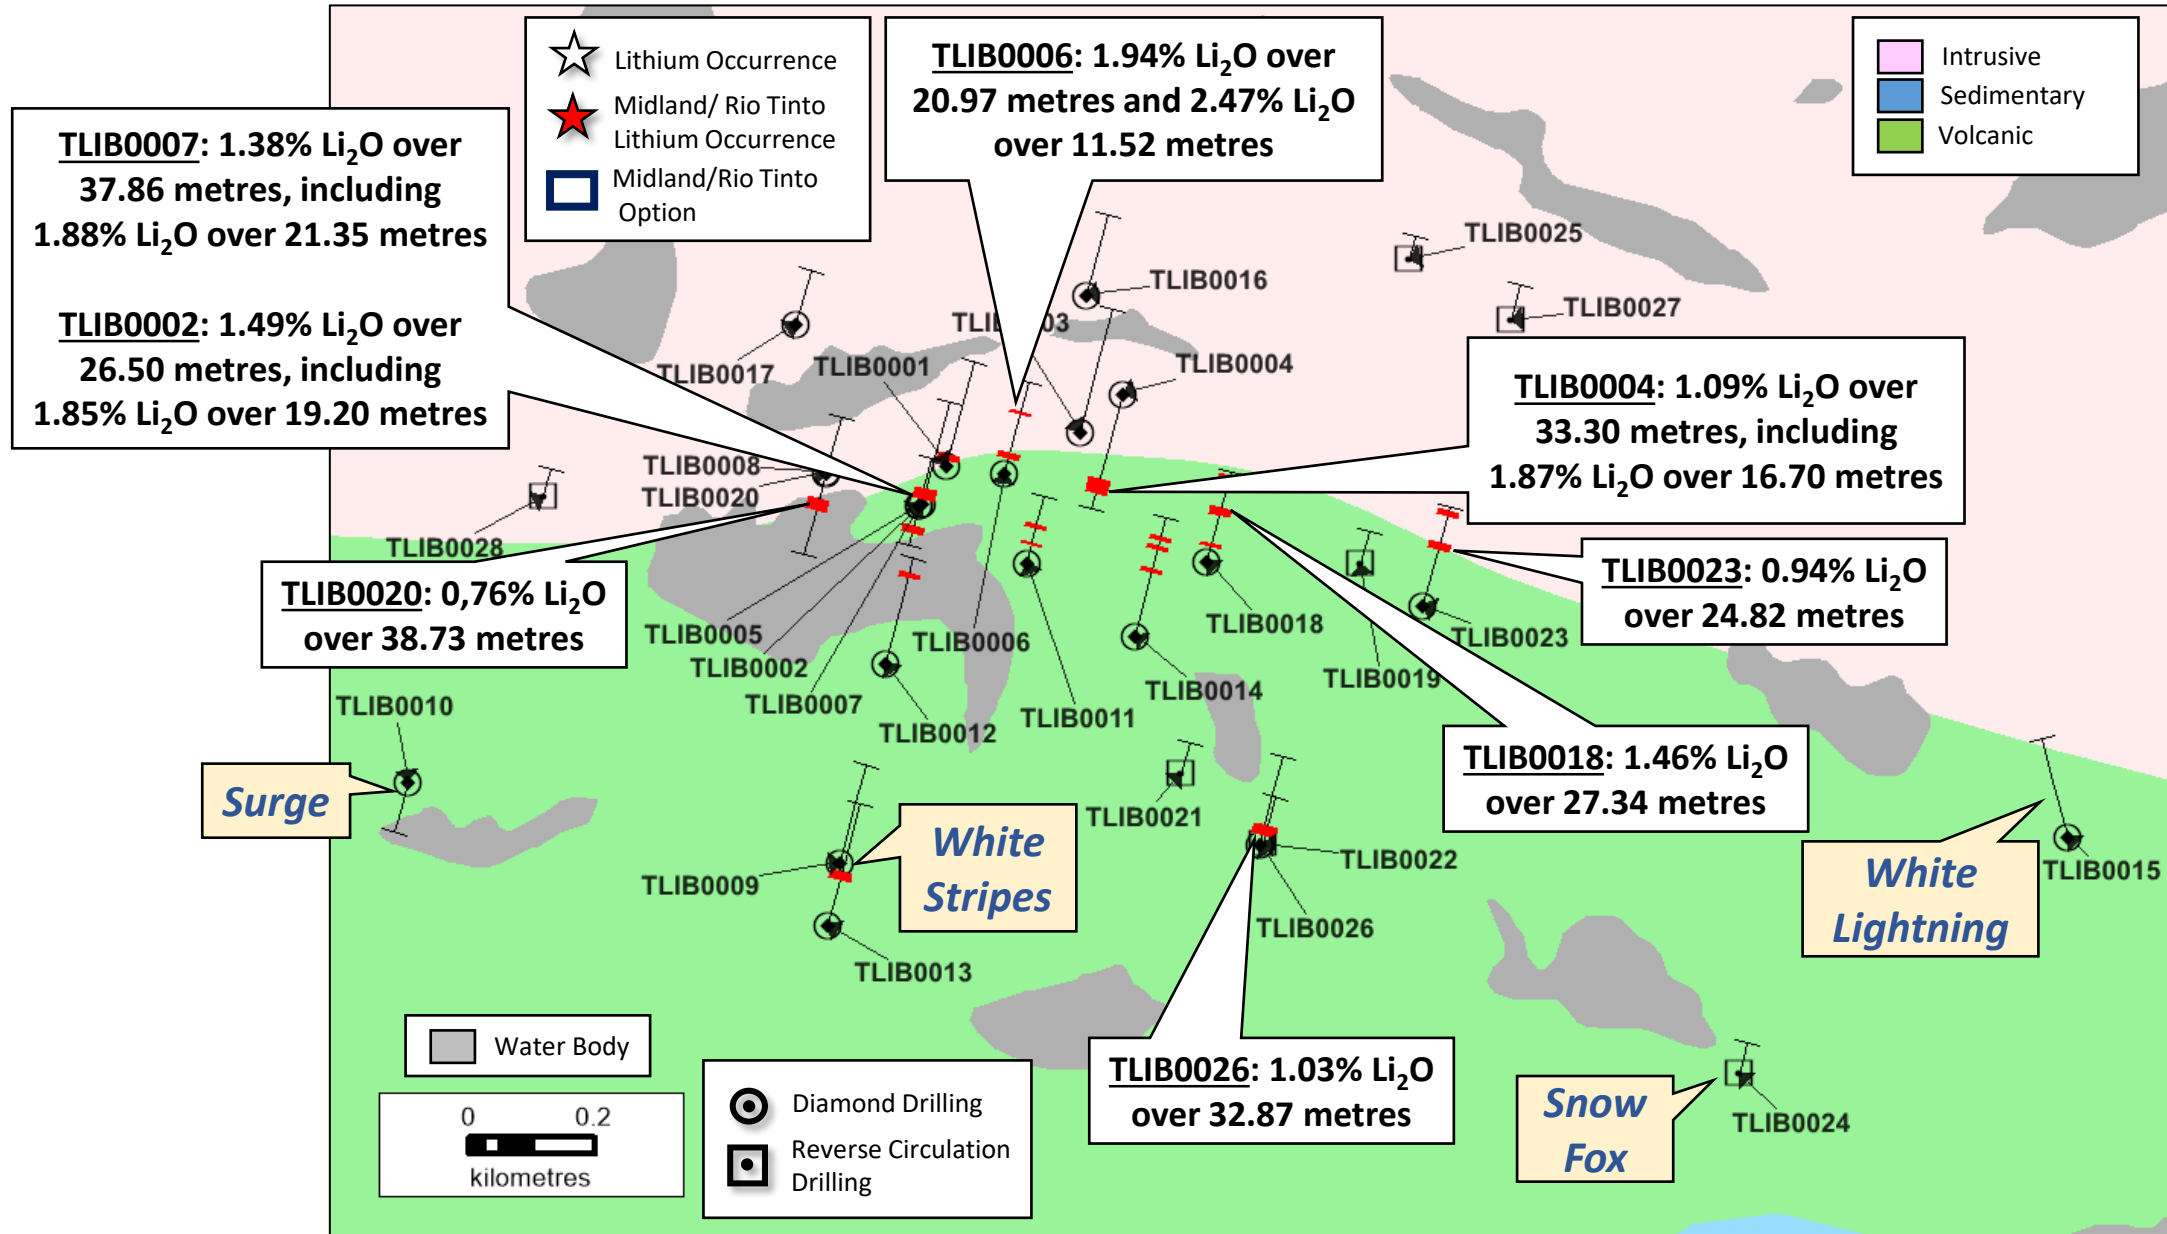 Lithium Occurrence
Midland/ Rio Tinto
Lithium Occurrence
Midland/Rio Tinto
Option
TLIB0006: 1.94% Li₂O over
20.97 metres and 2.47% Li₂O
over 11.52 metres
Intrusive
Sedimentary
Volcanic
TLIB0007: 1.38% Li₂O over
37.86 metres, including
1.88% Li₂O over 21.35 metres
TLIB0002: 1.49% Li₂O over
26.50 metres, including
1.85% Li₂O over 19.20 metres
TLIB0025
TLIB0016
TLIB0027
TLIB0017
TLIB0001
TLIB0004
TLIB0004: 1.09% Li₂O over
33.30 metres, including
1.87% Li₂O over 16.70 metres
TLIB0008
TLIB0020
TLIB0028
TLIB0020: 0,76% Li₂O
over 38.73 metres
TLIB0023: 0.94% Li₂O
over 24.82 metres
TLIB0005
TLIB0002
TLIB0007
TLIB0006
TLIB0012
TLIB0011
TLIB0018
TLIB0014
TLIB0019
TLIB0023
TLIB0010
Surge
TLIB0018: 1.46% Li₂O
over 27.34 metres
TLIB0021
White
Stripes
TLIB0009
TLIB0022
TLIB0026
TLIB0015
White
Lightning
TLIB0013
Water Body
0 0.2
kilometres
Diamond Drilling
Reverse Circulation
Drilling
TLIB0026: 1.03% Li₂O
over 32.87 metres
Snow
Fox
TLIB0024